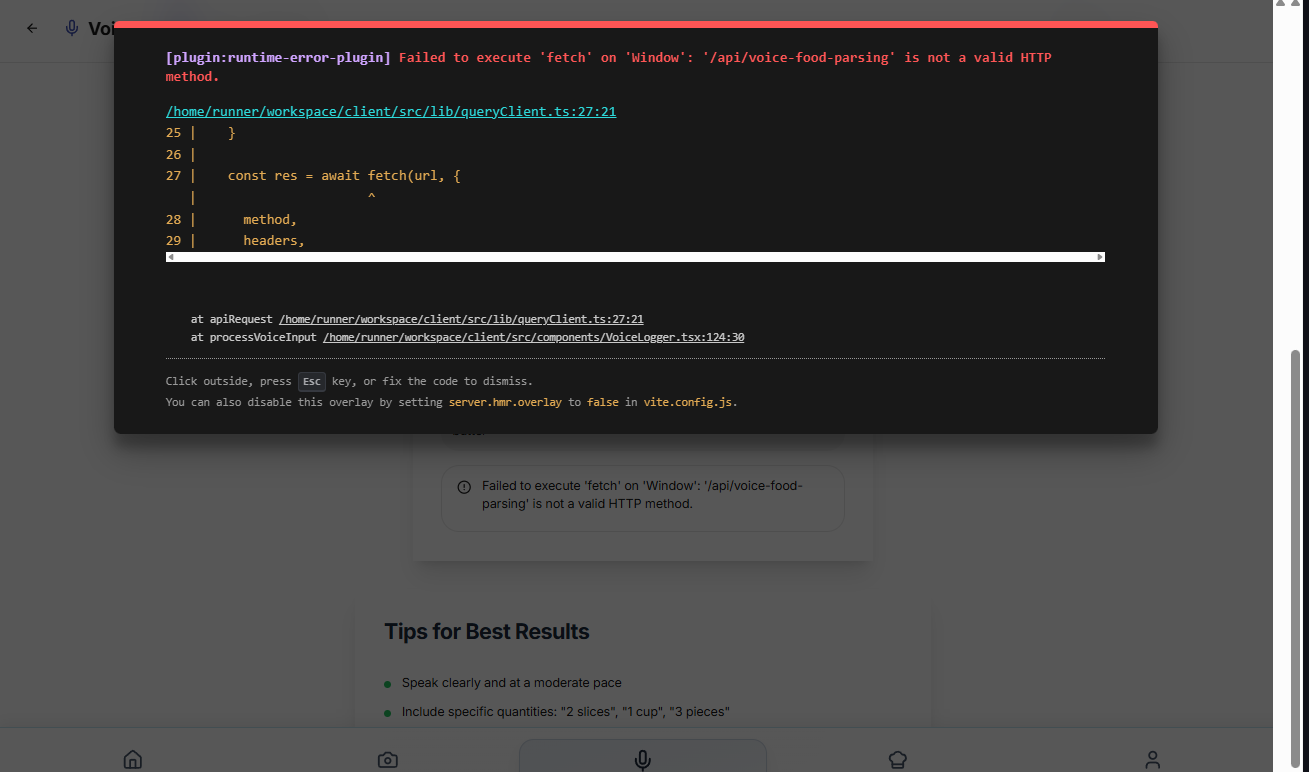 Voi
[plugin:runtime-error-plugin] Failed to execute 'fetch' on 'Window': '/api/voice-food-parsing' is not a valid HTTP
method.
/home/runner/workspace/client/src/lib/queryClient.ts:27:21
25 |    }
26 |
27 |    const res = await fetch(url, {
   |                      ^
28 |      method,
29 |      headers,
at apiRequest /home/runner/workspace/client/src/lib/queryClient.ts:27:21
at processVoiceInput /home/runner/workspace/client/src/components/VoiceLogger.tsx:124:30
Click outside, press Esc key, or fix the code to dismiss.
You can also disable this overlay by setting server.hmr.overlay to false in vite.config.js.
Failed to execute 'fetch' on 'Window': '/api/voice-food-
parsing' is not a valid HTTP method.
Tips for Best Results
Speak clearly and at a moderate pace
Include specific quantities: "2 slices", "1 cup", "3 pieces"